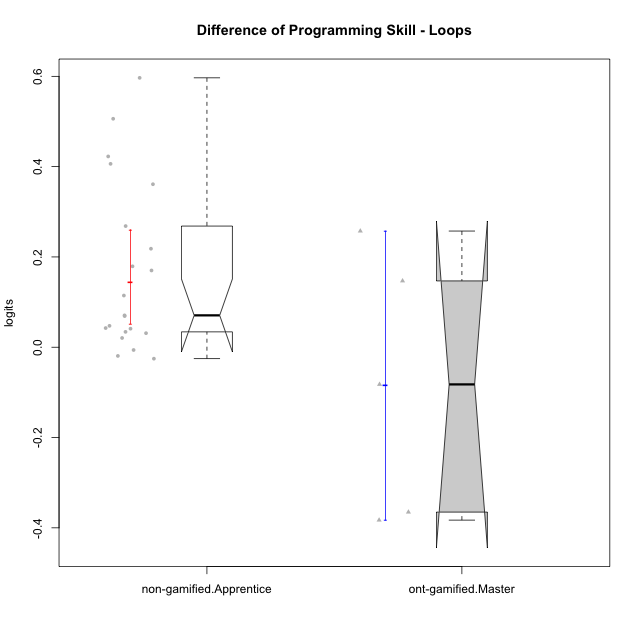 Difference of Programming Skill - Loops
logits
0.6
0.4
0.2
0.0
-0.2
-0.4
non-gamified.Apprentice
ont-gamified.Master